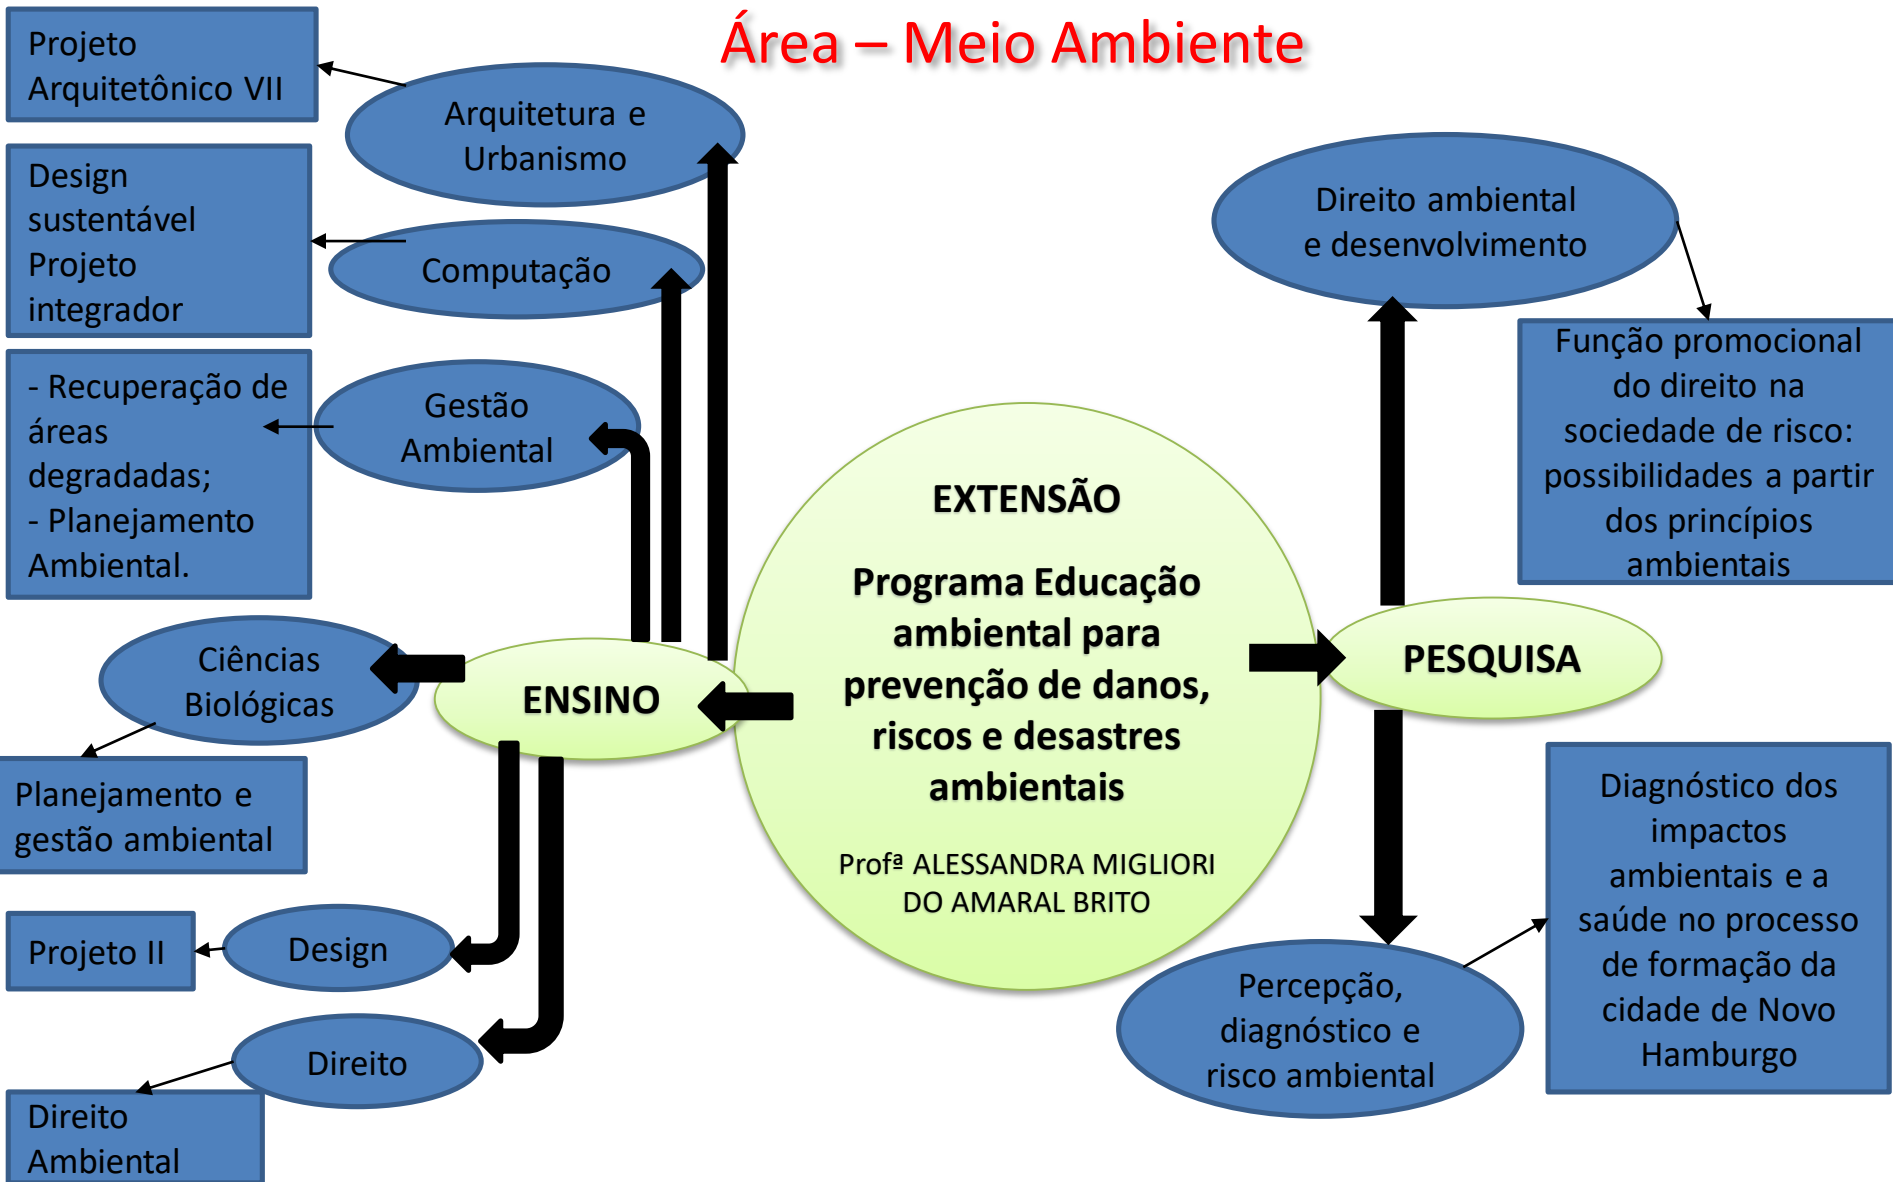 Área – Meio Ambiente
Projeto
Arquitetônico VII
Arquitetura e
Urbanismo
Design
sustentável
Projeto
integrador
Computação
- Recuperação de
áreas
degradadas;
- Planejamento
Ambiental.
Gestão
Ambiental
Ciências
Biológicas
Planejamento e
gestão ambiental
ENSINO
Projeto II
Design
Direito
Direito
Ambiental
EXTENSÃO
Programa Educação
ambiental para
prevenção de danos,
riscos e desastres
ambientais
Profª ALESSANDRA MIGLIORI
DO AMARAL BRITO
PESQUISA
Direito ambiental
e desenvolvimento
Função promocional
do direito na
sociedade de risco:
possibilidades a partir
dos princípios
ambientais
Percepção,
diagnóstico e
risco ambiental
Diagnóstico dos
impactos
ambientais e a
saúde no processo
de formação da
cidade de Novo
Hamburgo